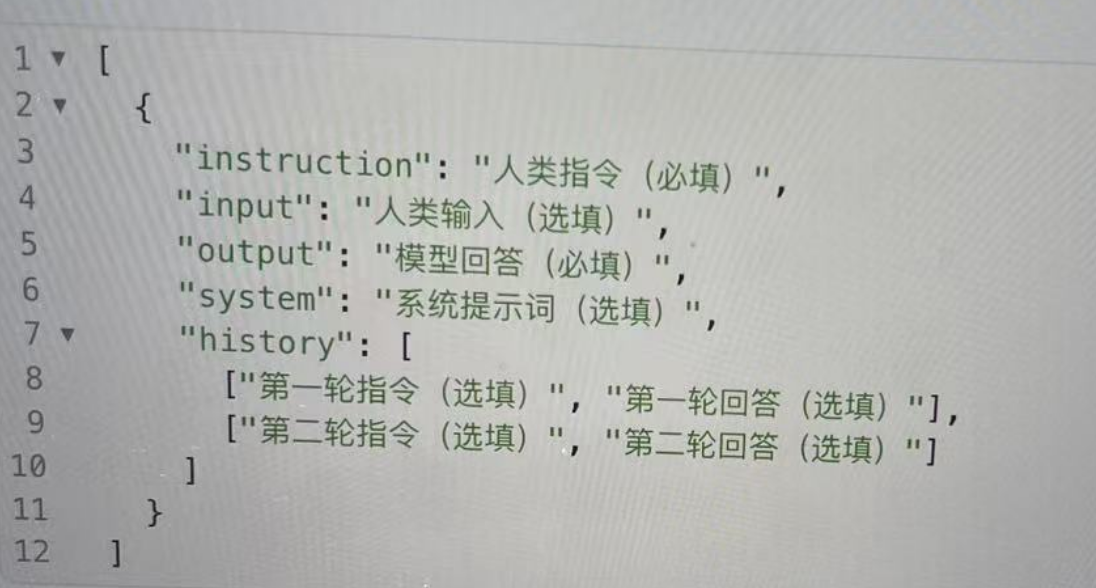 1 ▼ [
2 ▼ {
3 "instruction": "人类指令（必填）",
4 "input": "人类输入（选填）",
5 "output": "模型回答（必填）",
6 "system": "系统提示词（选填）",
7 ▼ "history": [
8 ["第一轮指令（选填）", "第一轮回答（选填）"],
9 ["第二轮指令（选填）", "第二轮回答（选填）"]
10 ]
11 }
12 ]